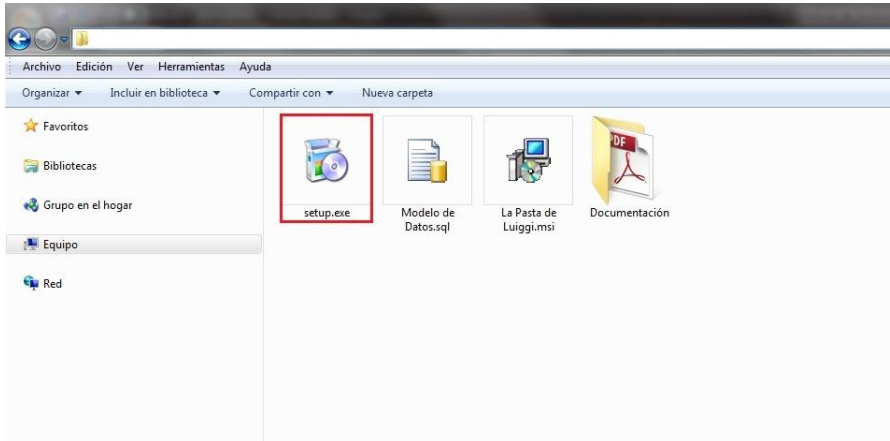 Archivo Edición Ver Herramientas Ayuda
Organizar Incluir en biblioteca Compartir con Nueva carpeta
Favoritos
Bibliotecas
Grupo en el hogar
Equipo
Red
setup.exe
Modelo de
Datos.sql
La Pasta de
Luiggi.msi
PDF
Documentación